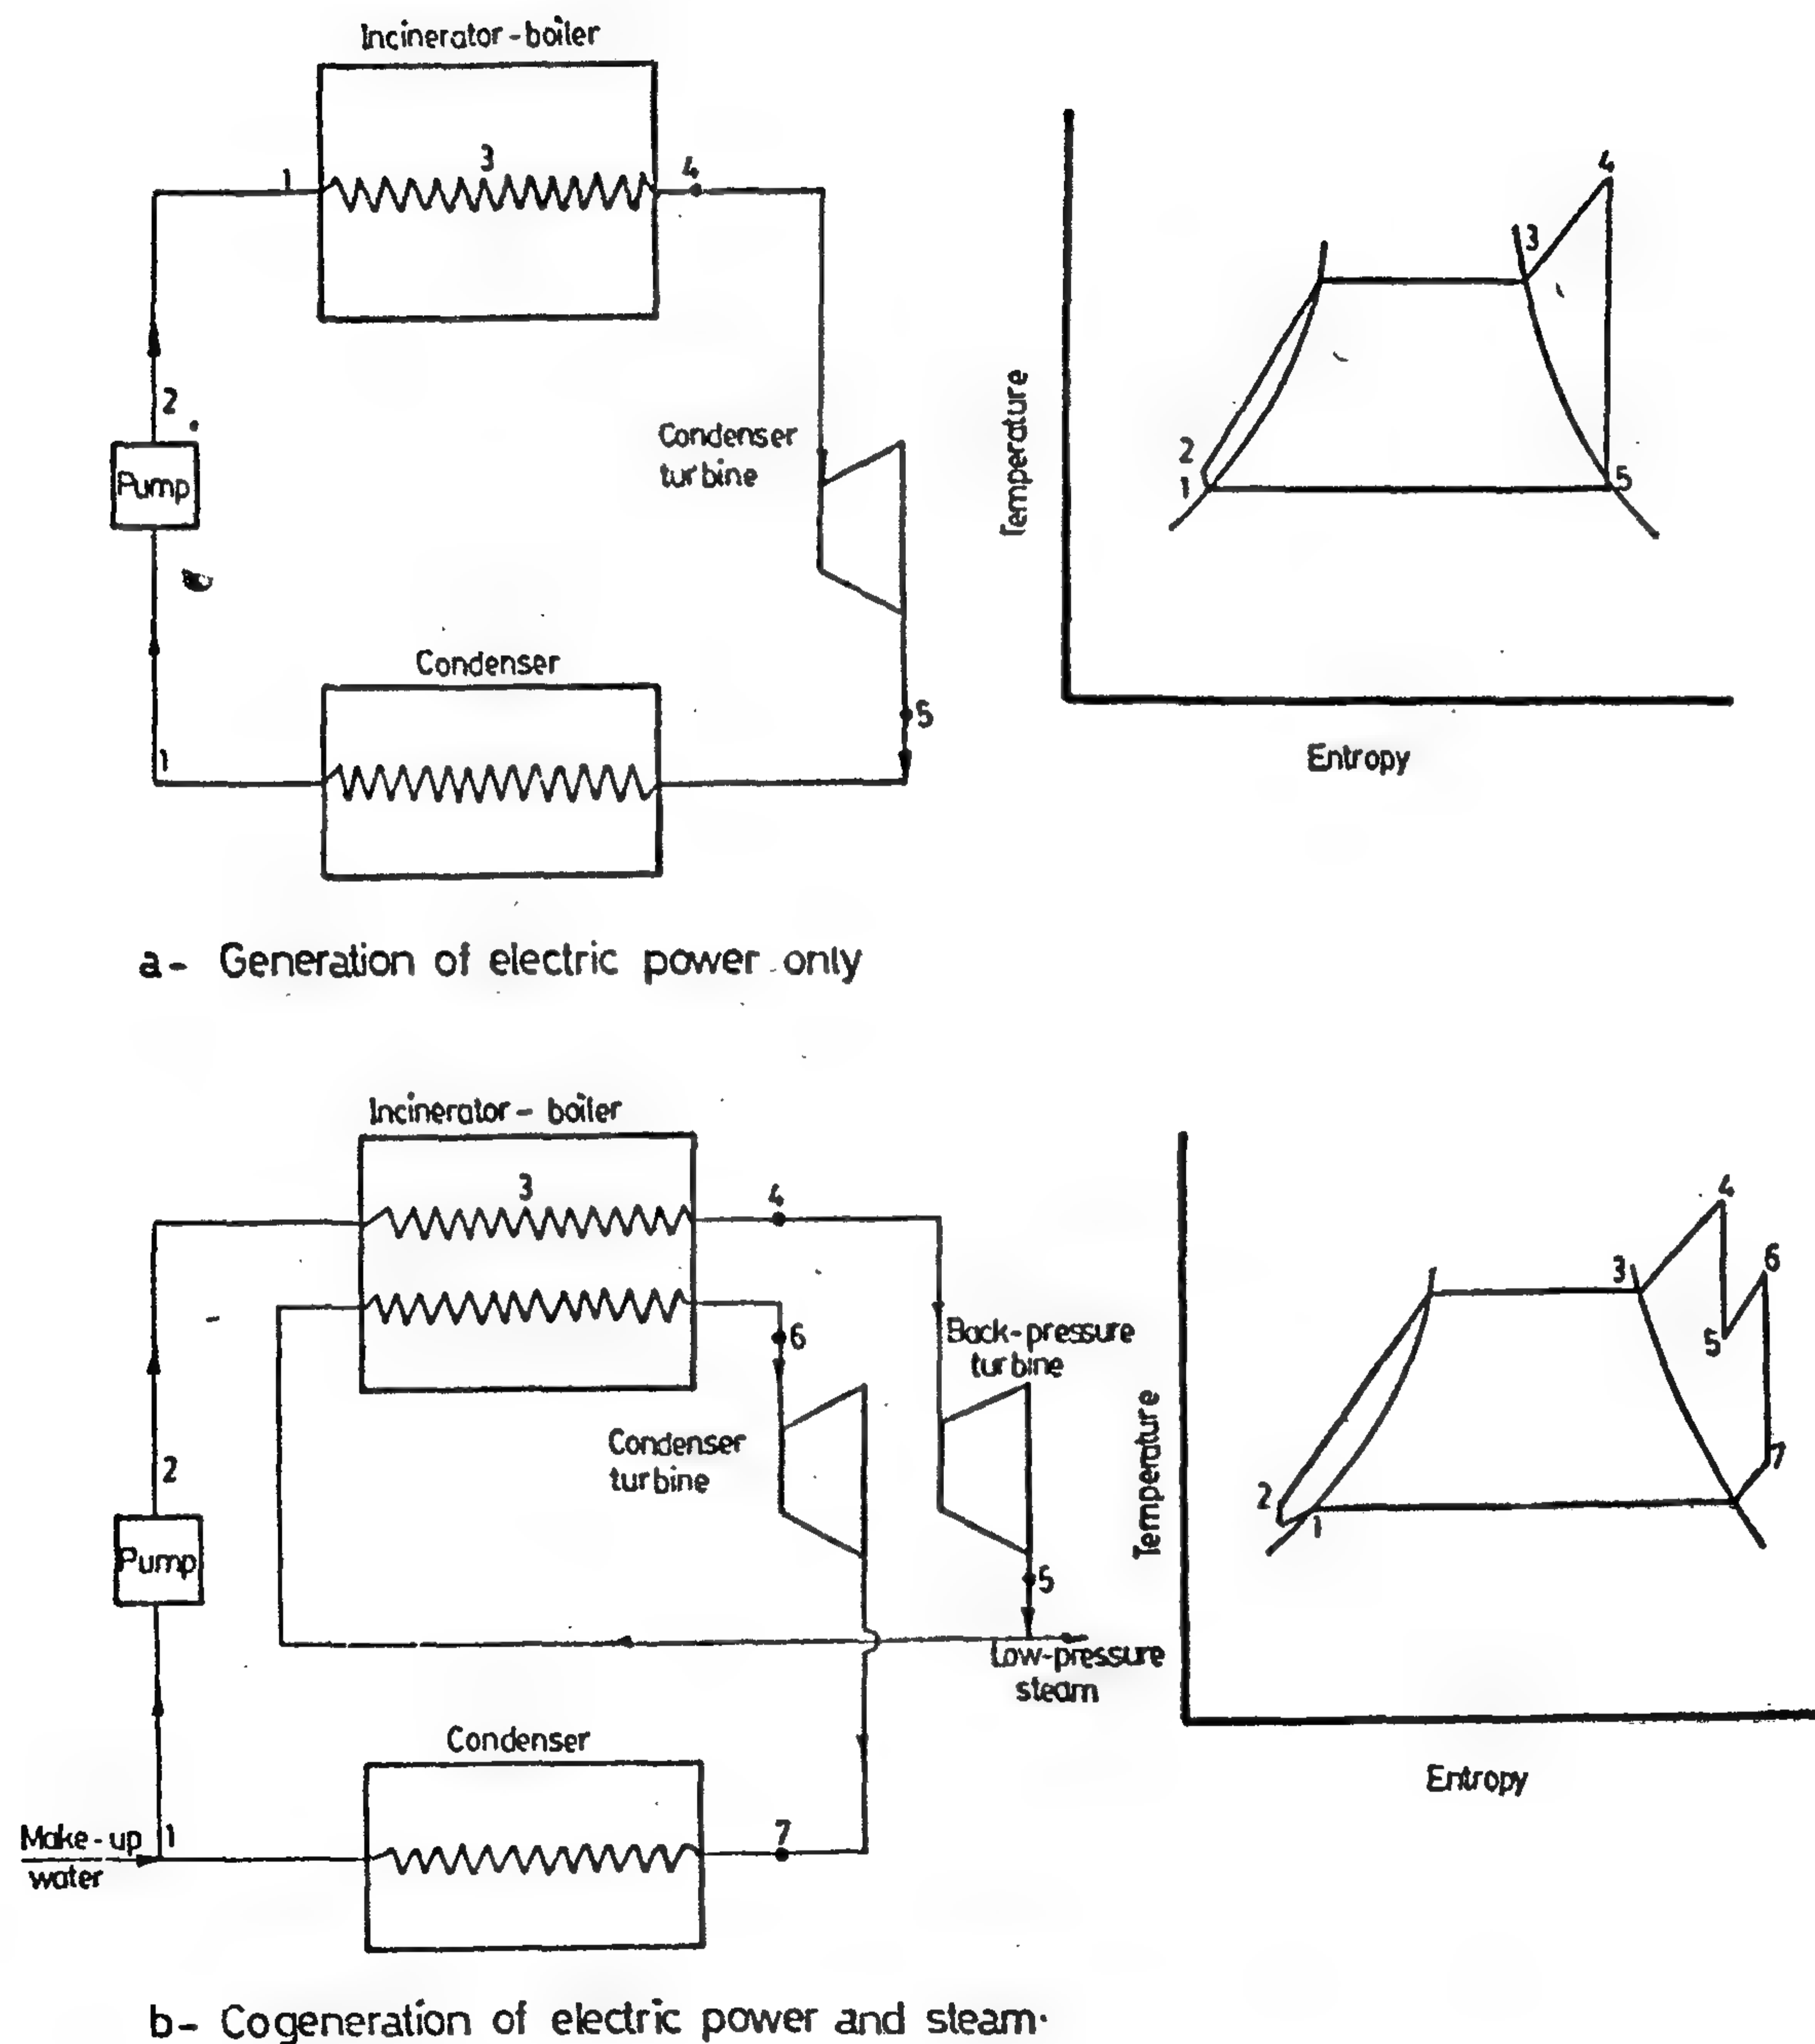 Incinerator-boiler
1
3
4
2
Pump
Condenser
turbine
Condenser
1
5
Temperature
4
3
2
1
5
Entropy
a- Generation of electric power only
Incinerator- boiler
3
4
6
Back-pressure
turbine
Condenser
turbine
2
Pump
5
Low-pressure
steam
Condenser
Make-up
water
1
7
Temperature
4
3
6
5
7
2
1
Entropy
b- Cogeneration of electric power and steam.